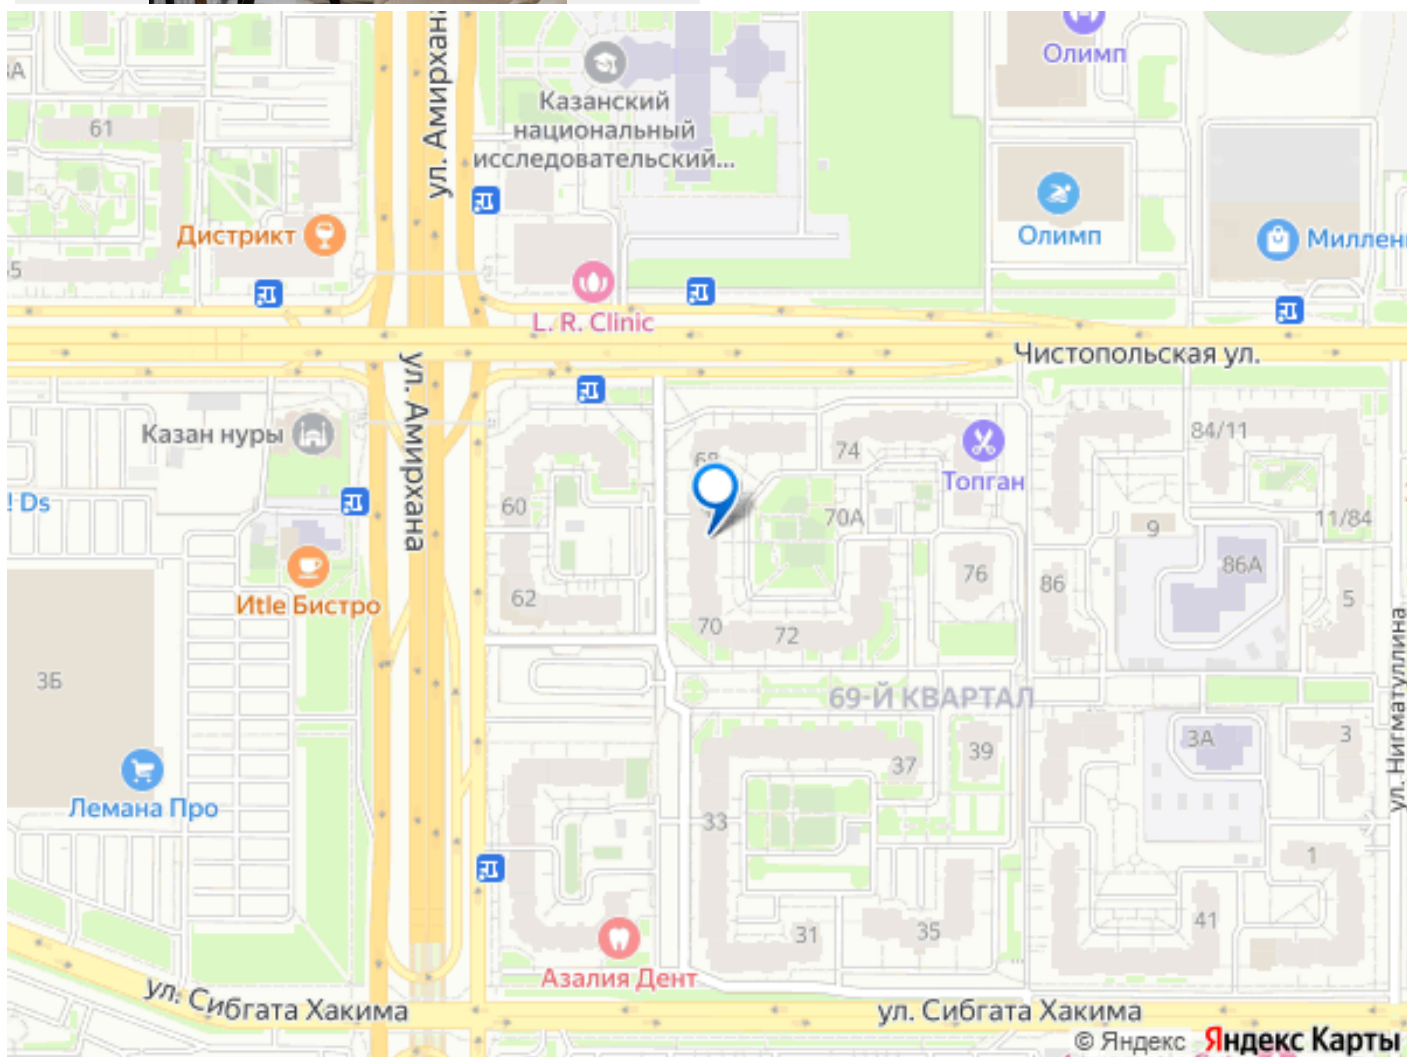 ул. Амирхана
Олимп
Казанский
национальный
исследовательский...
61
Дистрикт
Олимп
Миллен
L. R. Clinic
Чистопольская ул.
ул. Амирхана
Казан нуры
84/11
74
68
Топган
! Ds
60
70А
9
11/84
86А
76
86
Итlе Бистро
62
5
70
72
ул. Нигматуллина
3Б
69-Й КВАРТАЛ
3А
3
39
37
Лемана Про
33
1
41
31
35
Азалия Дент
ул. Сибгата Хакима
ул. Сибгата Хакима
© Яндекс Яндекс Карты